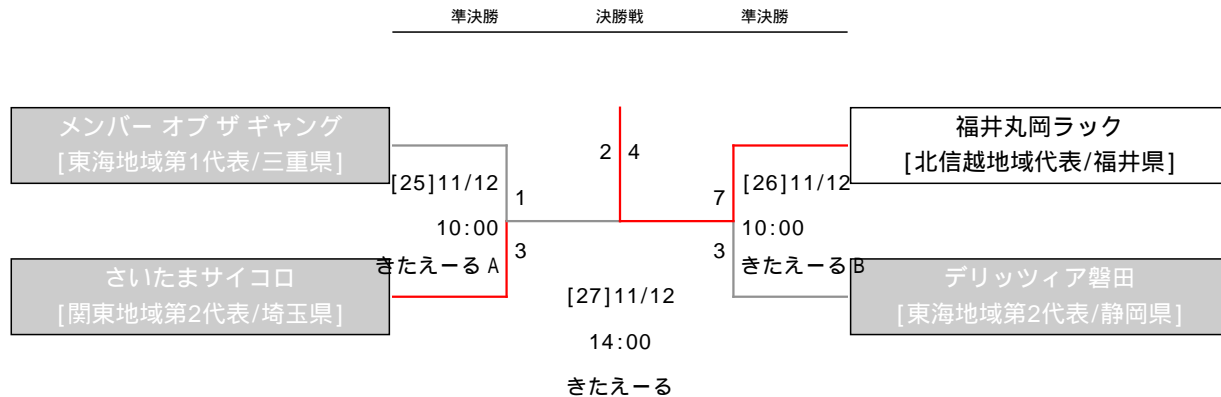 準決勝 決勝戦 準決勝
メンバー オブ ザ ギャング
[東海地域第1代表/三重県]
福井丸岡ラック
[北信越地域代表/福井県]
2 4
[25]11/12
1
10:00
3
きたえーる A
7
[26]11/12
10:00
3
きたえーる B
さいたまサイコロ
[関東地域第2代表/埼玉県]
デリッツィア磐田
[東海地域第2代表/静岡県]
[27]11/12
14:00
きたえーる